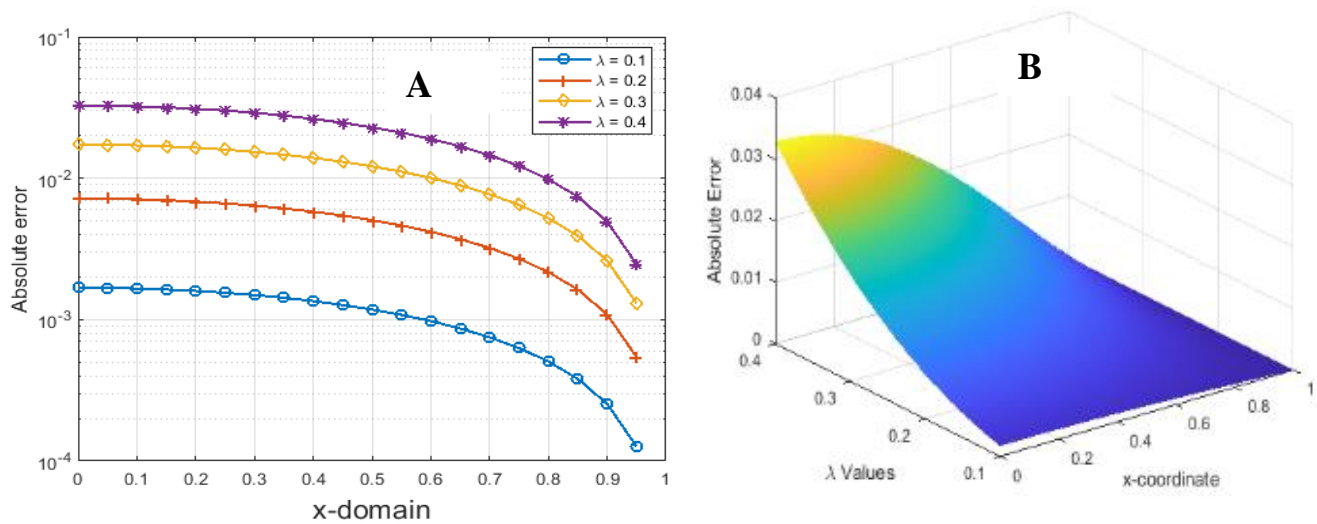 A
10^-1
10^-2
10^-3
10^-4
Absolute error
0 0.1 0.2 0.3 0.4 0.5 0.6 0.7 0.8 0.9 1
x-domain
λ = 0.1
λ = 0.2
λ = 0.3
λ = 0.4
B
0.04
0.03
0.02
0.01
0
Absolute Error
0.4
0.3
0.2
0.1
λ Values
0
0.2
0.4
0.6
0.8
1
x-coordinate